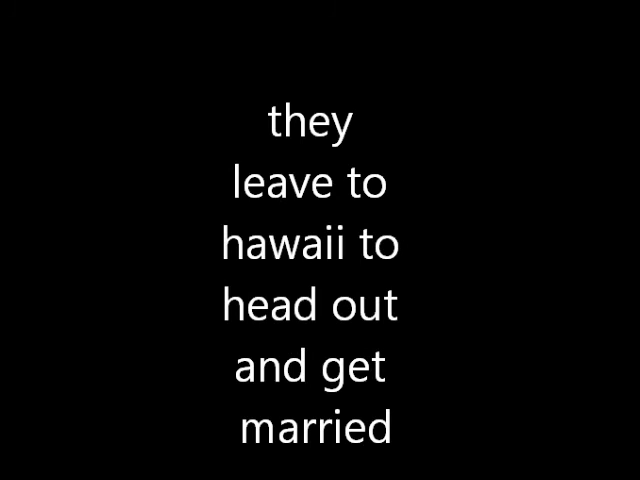 they
leave to
hawaii to
head out
and get
married